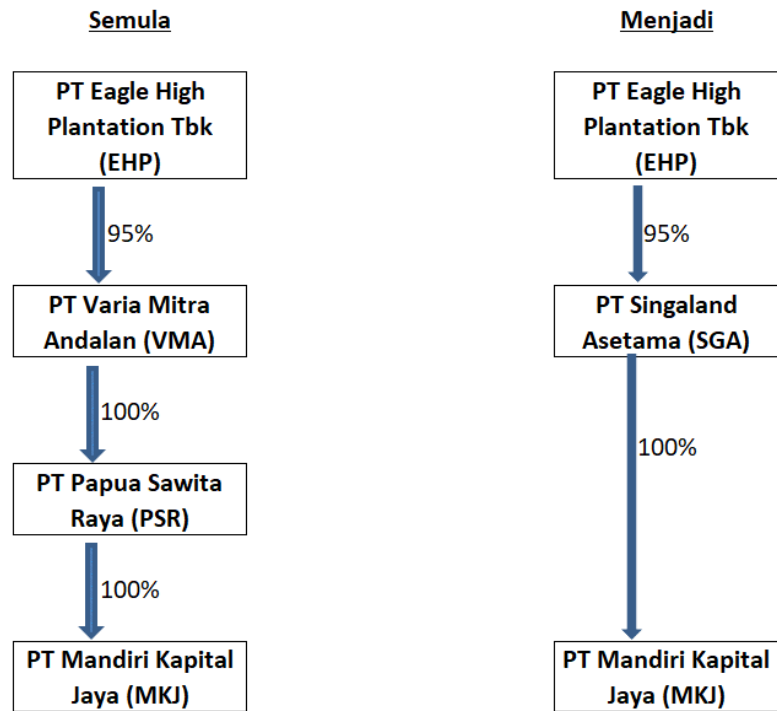 Semula
PT Eagle High
Plantation Tbk
(EHP)
95%
PT Varia Mitra
Andalan (VMA)
100%
PT Papua Sawita
Raya (PSR)
100%
PT Mandiri Kapital
Jaya (MKJ)
Menjadi
PT Eagle High
Plantation Tbk
(EHP)
95%
PT Singaland
Asetama (SGA)
100%
PT Mandiri Kapital
Jaya (MKJ)